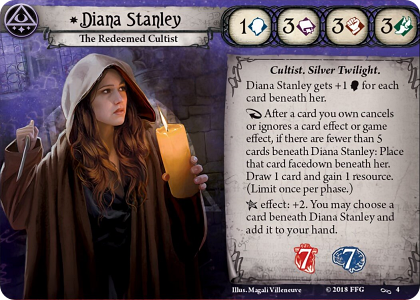 Diana Stanley
The Redeemed Cultist
1 3 3 3
Cultist. Silver Twilight.
Diana Stanley gets +1 for each
card beneath her.
After a card you own cancels
or ignores a card effect or game
effect, if there are fewer than 5
cards beneath Diana Stanley: Place
that card facedown beneath her.
Draw 1 card and gain 1 resource.
(Limit once per phase.)
effect: +2. You may choose a
card beneath Diana Stanley and
add it to your hand.
7 7
Illus. Magali Villeneuve © 2018 FFG 4